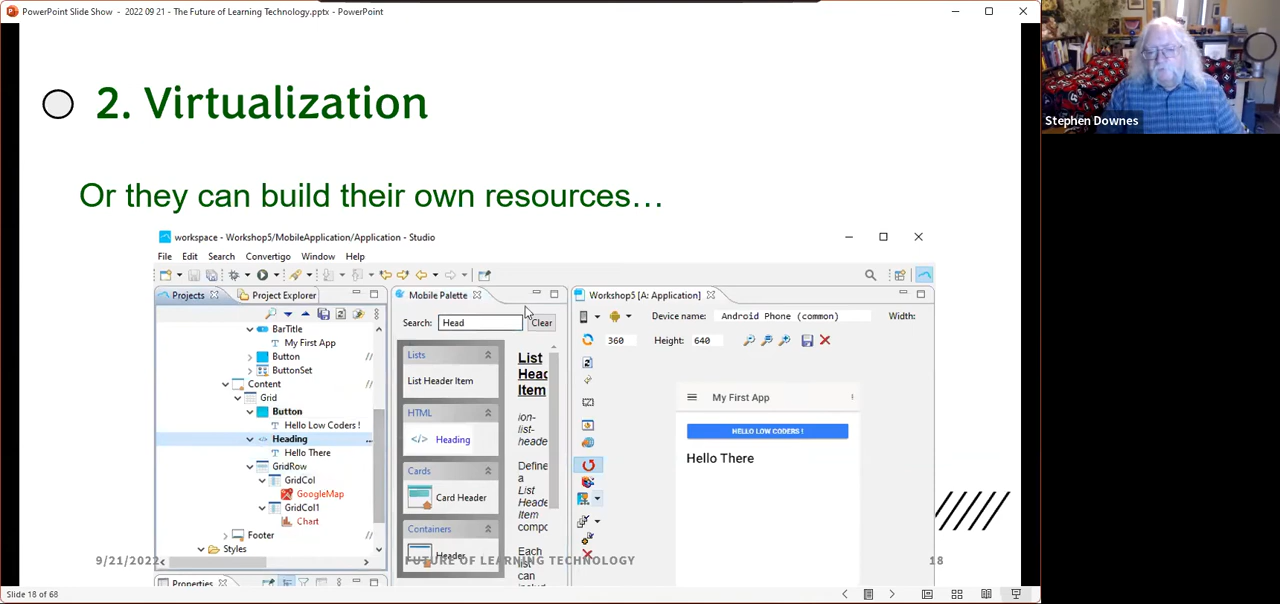 PowerPoint Slide Show - 2022 09 21 - The Future of Learning Technology.pptx - PowerPoint
Stephen Downes
2. Virtualization
Or they can build their own resources…
workspace - Workshop5/MobileApplication/Application - Studio
File Edit Search Convertigo Window Help
Projects Project Explorer
BarTitle
My First App
Button //
ButtonSet
Content //
Grid
Button
Hello Low Coders !
</> Heading ...
Hello There
GridRow
GridCol
GoogleMap
GridCol1
Chart
Footer //
Styles
Properties
Mobile Palette
Search: Head Clear
Lists
List Header Item
HTML
</> Heading
Cards
Card Header
Containers
Header
List
Head
Item
ion-
list-
heade
Define
a
List
Heade
Item
compo
Each
list
can
Workshop5 [A: Application]
Device name: Android Phone (common) Width:
360 Height: 640
My First App
HELLO LOW CODERS !
Hello There
9/21/2022 FUTURE OF LEARNING TECHNOLOGY 18
Slide 18 of 68